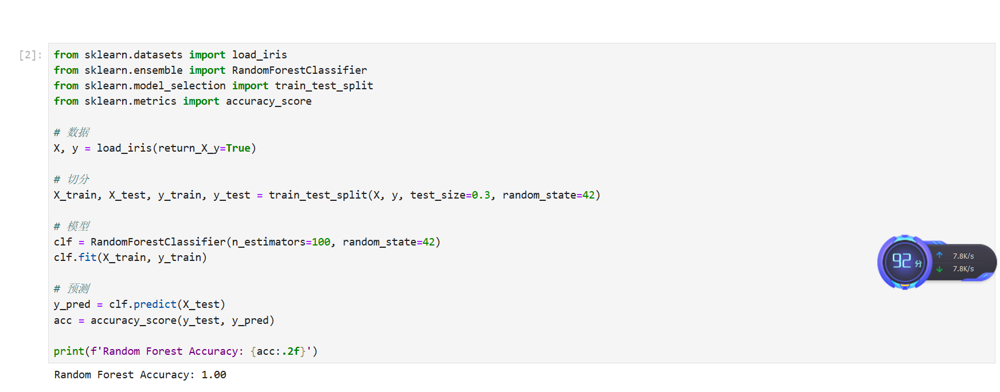 [2]: from sklearn.datasets import load_iris
from sklearn.ensemble import RandomForestClassifier
from sklearn.model_selection import train_test_split
from sklearn.metrics import accuracy_score
# 数据
X, y = load_iris(return_X_y=True)
# 切分
X_train, X_test, y_train, y_test = train_test_split(X, y, test_size=0.3, random_state=42)
# 模型
clf = RandomForestClassifier(n_estimators=100, random_state=42)
clf.fit(X_train, y_train)
# 预测
y_pred = clf.predict(X_test)
acc = accuracy_score(y_test, y_pred)
print(f'Random Forest Accuracy: {acc:.2f}')
Random Forest Accuracy: 1.00
92分
↑ 7.8K/s
↓ 7.8K/s